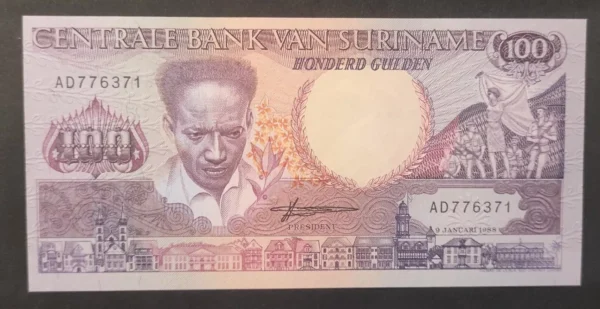 CENTRALE BANK VAN SURINAME
100
HONDERD GULDEN
AD776371
100
AD776371
PRESIDENT
9 JANUARI 1988